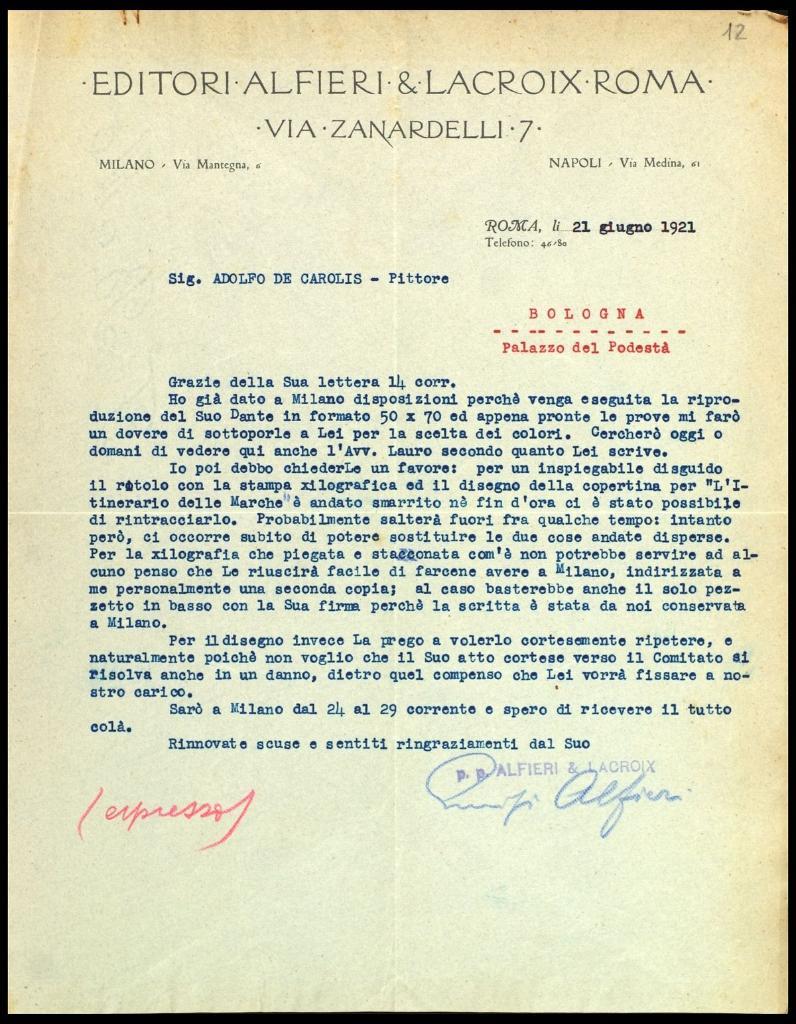 12
·EDITORI·ALFIERI·&·LACROIX·ROMA·
·VIA·ZANARDELLI·7·
MILANO - Via Mantegna, 6
NAPOLI - Via Medina, 61
ROMA, lì 21 giugno 1921
Telefono: 46-80
Sig. ADOLFO DE CAROLIS - Pittore
BOLOGNA
Palazzo del Podestà
Grazie della Sua lettera 14 corr.
Ho già dato a Milano disposizioni perchè venga eseguita la ripro-
duzione del Suo Dante in formato 50 x 70 ed appena pronte le prove mi farò
un dovere di sottoporle a Lei per la scelta dei colori. Cercherò oggi o
domani di vedere qui anche l'Avv. Lauro secondo quanto Lei scrive.
Io poi debbo chiederLe un favore: per un inspiegabile disguido
il rotolo con la stampa xilografica ed il disegno della copertina per "L'I-
tinerario delle Marche" è andato smarrito nè fin d'ora ci è stato possibile
di rintracciarlo. Probabilmente salterà fuori fra qualche tempo: intanto
però, ci occorre subito di potere sostituire le due cose andate disperse.
Per la xilografia che piegata e stazzonata com'è non potrebbe servire ad al-
cuno penso che Le riuscirà facile di farcene avere a Milano, indirizzata a
me personalmente una seconda copia; al caso basterebbe anche il solo pez-
zetto in basso con la Sua firma perchè la scritta è stata da noi conservata
a Milano.
Per il disegno invece La prego a volerlo cortesemente ripetere, e
naturalmente poichè non voglio che il Suo atto cortese verso il Comitato si
risolva anche in un danno, dietro quel compenso che Lei vorrà fissare a no-
stro carico.
Sarò a Milano dal 24 al 29 corrente e spero di ricevere il tutto
colà.
Rinnovate scuse e sentiti ringraziamenti dal Suo
p. p. ALFIERI & LACROIX
Luigi Alfieri
(espresso)